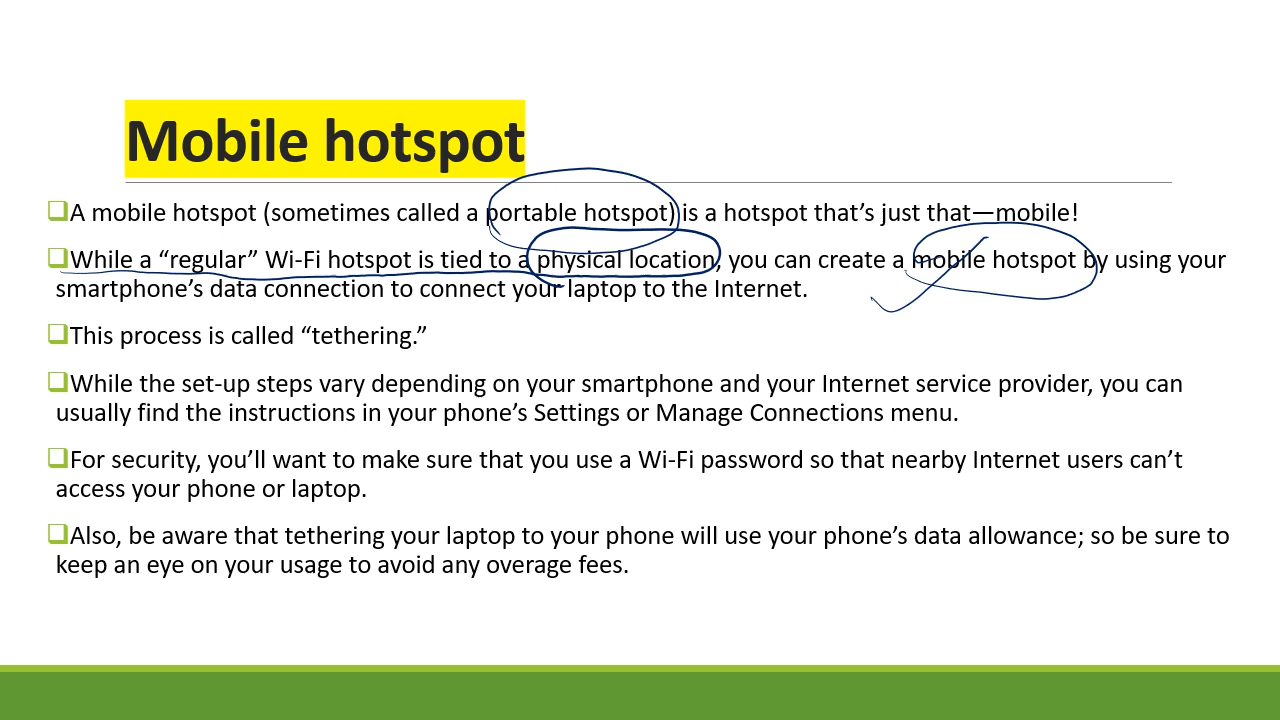 Mobile hotspot
A mobile hotspot (sometimes called a portable hotspot) is a hotspot that’s just that—mobile!
While a “regular” Wi-Fi hotspot is tied to a physical location, you can create a mobile hotspot by using your
smartphone’s data connection to connect your laptop to the Internet.
This process is called “tethering.”
While the set-up steps vary depending on your smartphone and your Internet service provider, you can
usually find the instructions in your phone’s Settings or Manage Connections menu.
For security, you’ll want to make sure that you use a Wi-Fi password so that nearby Internet users can’t
access your phone or laptop.
Also, be aware that tethering your laptop to your phone will use your phone’s data allowance; so be sure to
keep an eye on your usage to avoid any overage fees.